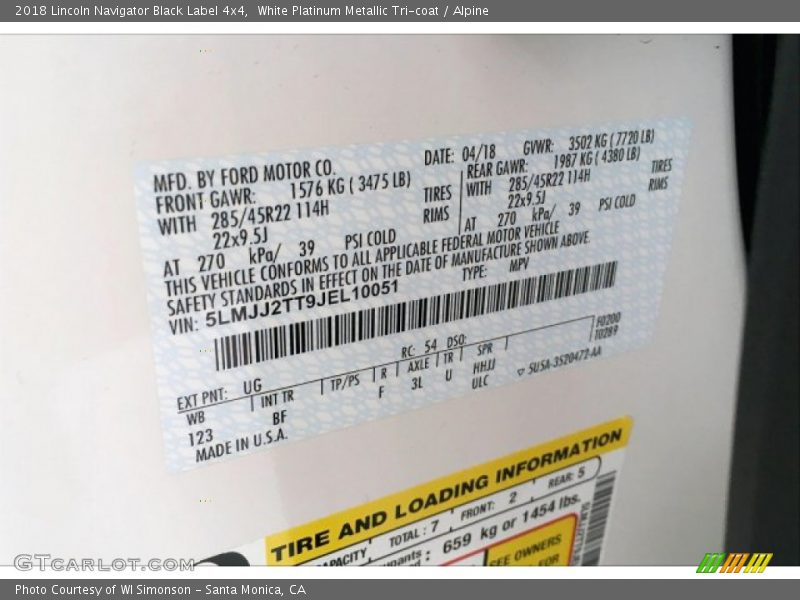 2018 Lincoln Navigator Black Label 4x4,  White Platinum Metallic Tri-coat / Alpine
MFD. BY FORD MOTOR CO.
DATE: 04/18
GVWR: 3502 KG ( 7720 LB)
FRONT GAWR: 1576 KG ( 3475 LB)
REAR GAWR: 1987 KG ( 4380 LB)
WITH 285/45R22 114H TIRES
WITH 285/45R22 114H TIRES
22x9.5J RIMS
22x9.5J RIMS
AT 270 kPa/ 39 PSI COLD
AT 270 kPa/ 39 PSI COLD
THIS VEHICLE CONFORMS TO ALL APPLICABLE FEDERAL MOTOR VEHICLE
SAFETY STANDARDS IN EFFECT ON THE DATE OF MANUFACTURE SHOWN ABOVE.
VIN: 5LMJJ2TT9JEL10051
TYPE: MPV
F0200
T0289
EXT PNT: UG RC: 54 DSO:
WB INT TR TP/PS R AXLE TR SPR
123 BF F 3L U HHJJ
ULC
▽ SU5A-3520472-AA
MADE IN U.S.A.
TIRE AND LOADING INFORMATION
TOTAL: 7 FRONT: 2 REAR: 5
659 kg or 1454 lbs.
SEE OWNERS
FOR
GTcarlot.com
Photo Courtesy of WI Simonson - Santa Monica, CA